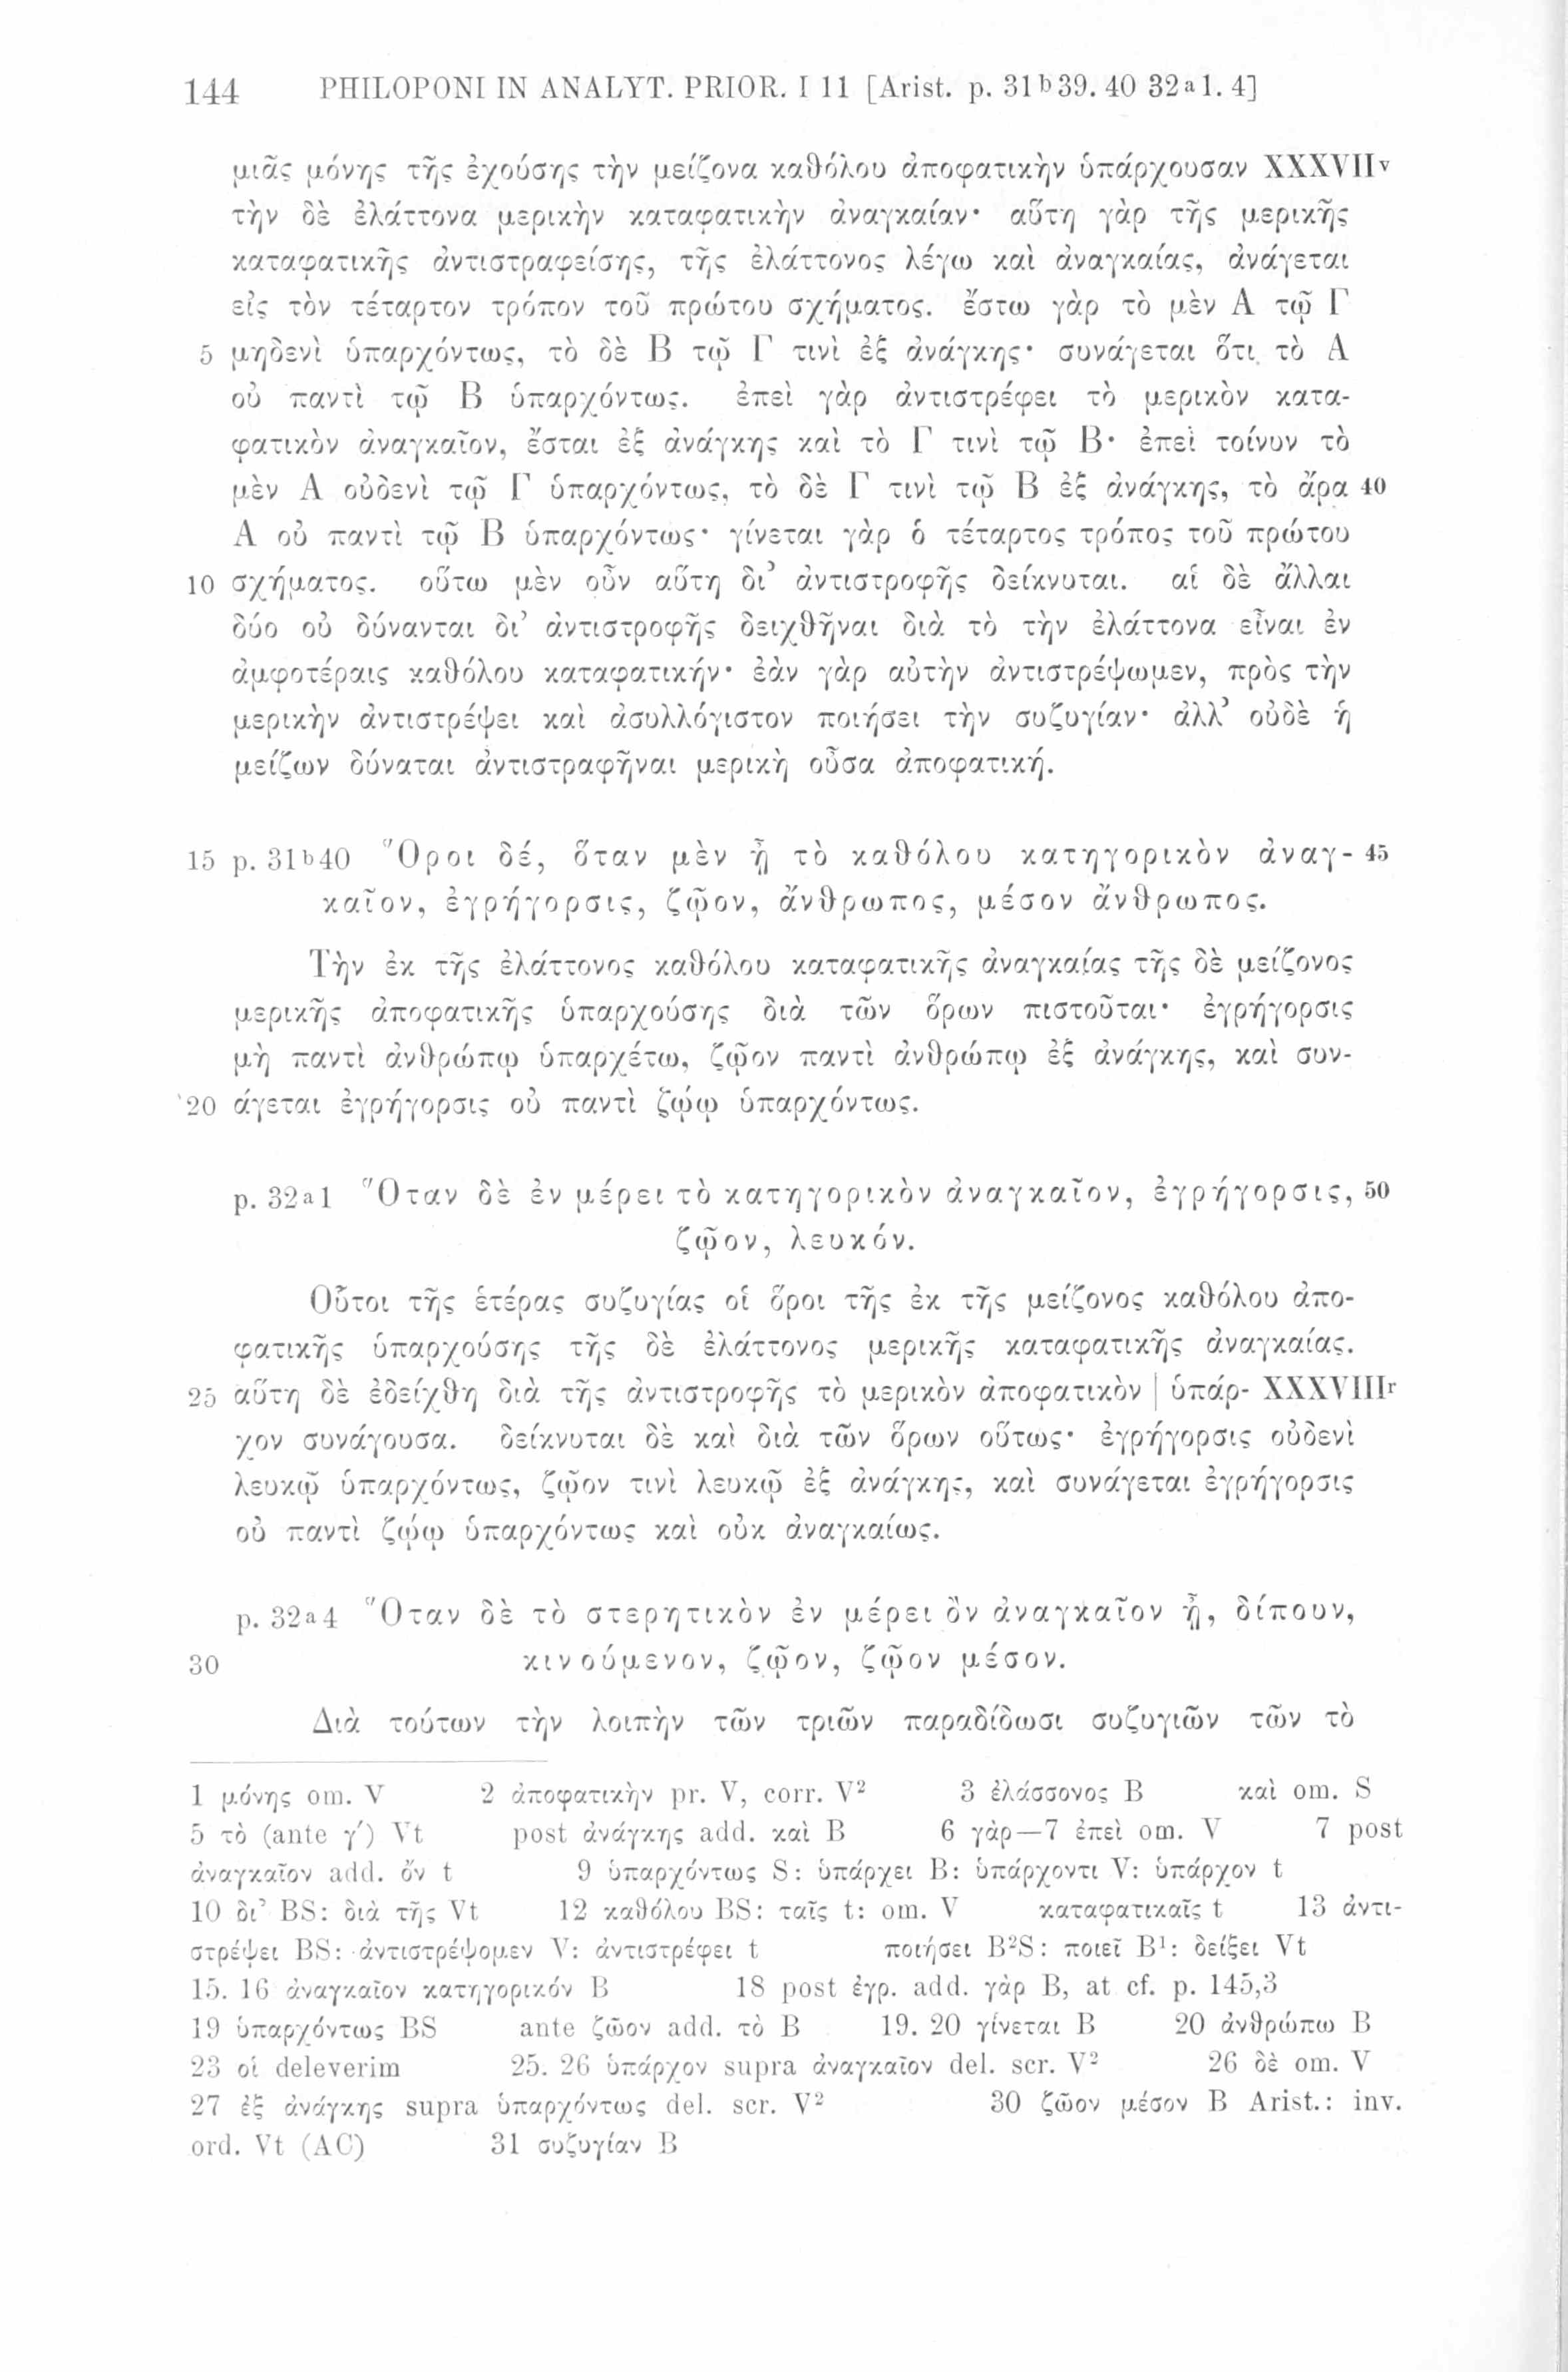 144 PHILOPONI IN ANALYT. PRIOR. I 11 [Arist. p. 31b39. 40 32a1. 4]
μιᾶς μόνης τῆς ἐχούσης τὴν μείζονα καθόλου ἀποφατικὴν ὑπάρχουσαν XXXVIIv
τὴν δὲ ἐλάττονα μερικὴν καταφατικὴν ἀναγκαίαν· αὕτη γὰρ τῆς μερικῆς
καταφατικῆς ἀντιστραφείσης, τῆς ἐλάττονος λέγω καὶ ἀναγκαίας, ἀνάγεται
εἰς τὸν τέταρτον τρόπον τοῦ πρώτου σχήματος. ἔστω γὰρ τὸ μὲν Α τῷ Γ
5 μηδενὶ ὑπαρχόντως, τὸ δὲ Β τῷ Γ τινὶ ἐξ ἀνάγκης· συνάγεται ὅτι τὸ Α
οὐ παντὶ τῷ Β ὑπαρχόντως. ἐπεὶ γὰρ ἀντιστρέφει τὸ μερικὸν κατα-
φατικὸν ἀναγκαῖον, ἔσται ἐξ ἀνάγκης καὶ τὸ Γ τινὶ τῷ Β· ἐπεὶ τοίνυν τὸ
μὲν Α οὐδενὶ τῷ Γ ὑπαρχόντως, τὸ δὲ Γ τινὶ τῷ Β ἐξ ἀνάγκης, τὸ ἄρα 40
Α οὐ παντὶ τῷ Β ὑπαρχόντως· γίνεται γὰρ ὁ τέταρτος τρόπος τοῦ πρώτου
10 σχήματος. οὕτω μὲν οὖν αὕτη δι’ ἀντιστροφῆς δείκνυται. αἱ δὲ ἄλλαι
δύο οὐ δύνανται δι’ ἀντιστροφῆς δειχθῆναι διὰ τὸ τὴν ἐλάττονα εἶναι ἐν
ἀμφοτέραις καθόλου καταφατικήν· ἐὰν γὰρ αὐτὴν ἀντιστρέψωμεν, πρὸς τὴν
μερικὴν ἀντιστρέψει καὶ ἀσυλλόγιστον ποιήσει τὴν συζυγίαν· ἀλλ’ οὐδὲ ἡ
μείζων δύναται ἀντιστραφῆναι μερικὴ οὖσα ἀποφατική.
15 p. 31b40 Ὅροι δέ, ὅταν μὲν ᾖ τὸ καθόλου κατηγορικὸν ἀναγ- 45
καῖον, ἐγρήγορσις, ζῷον, ἄνθρωπος, μέσον ἄνθρωπος.
Τὴν ἐκ τῆς ἐλάττονος καθόλου καταφατικῆς ἀναγκαίας τῆς δὲ μείζονος
μερικῆς ἀποφατικῆς ὑπαρχούσης διὰ τῶν ὅρων πιστοῦται· ἐγρήγορσις
μὴ παντὶ ἀνθρώπῳ ὑπαρχέτω, ζῷον παντὶ ἀνθρώπῳ ἐξ ἀνάγκης, καὶ συν-
20 άγεται ἐγρήγορσις οὐ παντὶ ζῴῳ ὑπαρχόντως.
p. 32a1 Ὅταν δὲ ἐν μέρει τὸ κατηγορικὸν ἀναγκαῖον, ἐγρήγορσις, 50
ζῷον, λευκόν.
Οὗτοι τῆς ἑτέρας συζυγίας οἱ ὅροι τῆς ἐκ τῆς μείζονος καθόλου ἀπο-
φατικῆς ὑπαρχούσης τῆς δὲ ἐλάττονος μερικῆς καταφατικῆς ἀναγκαίας.
25 αὕτη δὲ ἐδείχθη διὰ τῆς ἀντιστροφῆς τὸ μερικὸν ἀποφατικὸν | ὑπάρ- XXXVIIIr
χον συνάγουσα. δείκνυται δὲ καὶ διὰ τῶν ὅρων οὕτως· ἐγρήγορσις οὐδενὶ
λευκῷ ὑπαρχόντως, ζῷον τινὶ λευκῷ ἐξ ἀνάγκης, καὶ συνάγεται ἐγρήγορσις
οὐ παντὶ ζῴῳ ὑπαρχόντως καὶ οὐκ ἀναγκαίως.
p. 32a4 Ὅταν δὲ τὸ στερητικὸν ἐν μέρει ὂν ἀναγκαῖον ᾖ, δίπουν,
30 κινούμενον, ζῷον, ζῷον μέσον.
Διὰ τούτων τὴν λοιπὴν τῶν τριῶν παραδίδωσι συζυγιῶν τῶν τὸ
1 μόνης om. V 2 ἀποφατικὴν pr. V, corr. V2 3 ἐλάσσονος B καὶ om. S
5 τὸ (ante γ′) Vt post ἀνάγκης add. καὶ B 6 γὰρ—7 ἐπεὶ om. V 7 post
ἀναγκαῖον add. ὄν t 9 ὑπαρχόντως S: ὑπάρχει B: ὑπάρχοντι V: ὑπάρχον t
10 δι’ BS: διὰ τῆς Vt 12 καθόλου BS: ταῖς t: om. V καταφατικαῖς t 13 ἀντι-
στρέψει BS: ἀντιστρέψομεν V: ἀντιστρέφει t ποιήσει B2S: ποιεῖ B1: δείξει Vt
15. 16 ἀναγκαῖον κατηγορικόν B 18 post ἐγρ. add. γὰρ B, at cf. p. 145,3
19 ὑπαρχόντως BS ante ζῶον add. τὸ B 19. 20 γίνεται B 20 ἀνθρώπω B
23 οἱ deleverim 25. 26 ὑπάρχον supra ἀναγκαῖον del. scr. V2 26 δὲ om. V
27 ἐξ ἀνάγκης supra ὑπαρχόντως del. scr. V2 30 ζῶον μέσον B Arist.: inv.
ord. Vt (AC) 31 συζυγίαν B